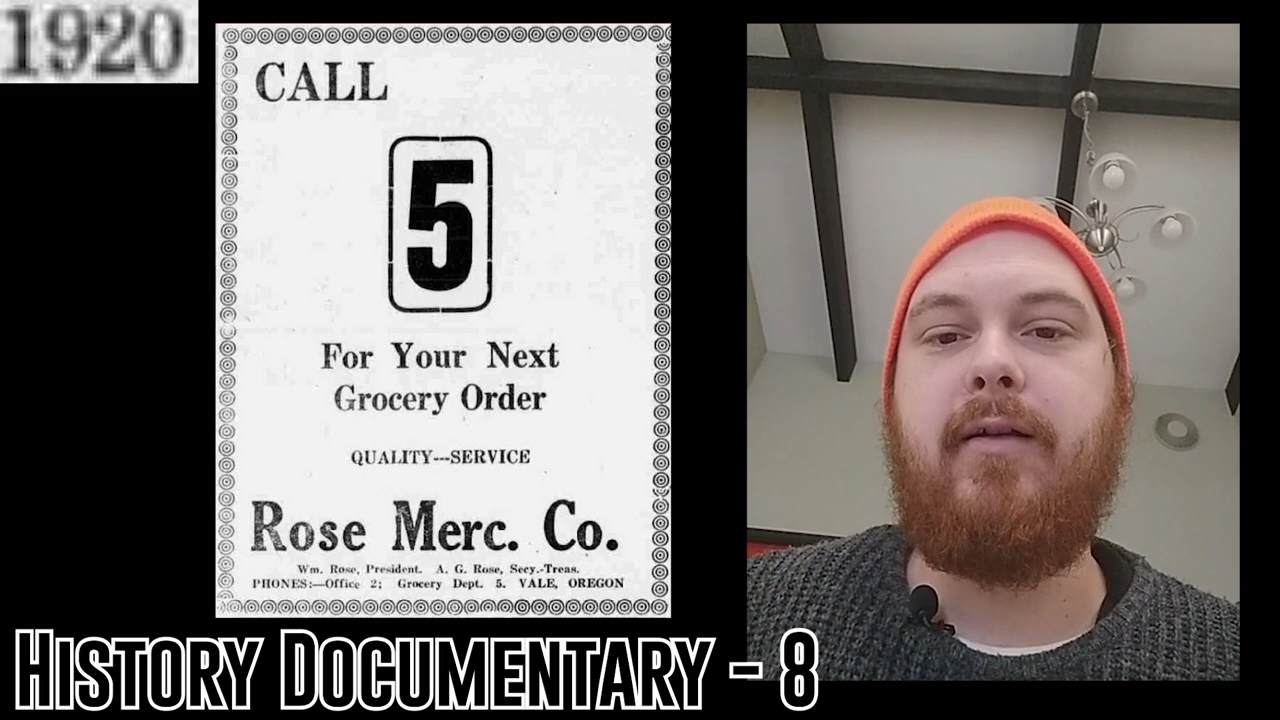 1920
CALL
5
For Your Next
Grocery Order
QUALITY---SERVICE
Rose Merc. Co.
Wm. Rose, President. A. G. Rose, Secy.-Treas.
PHONES:—Office 2; Grocery Dept. 5. VALE, OREGON
HISTORY DOCUMENTARY - 8